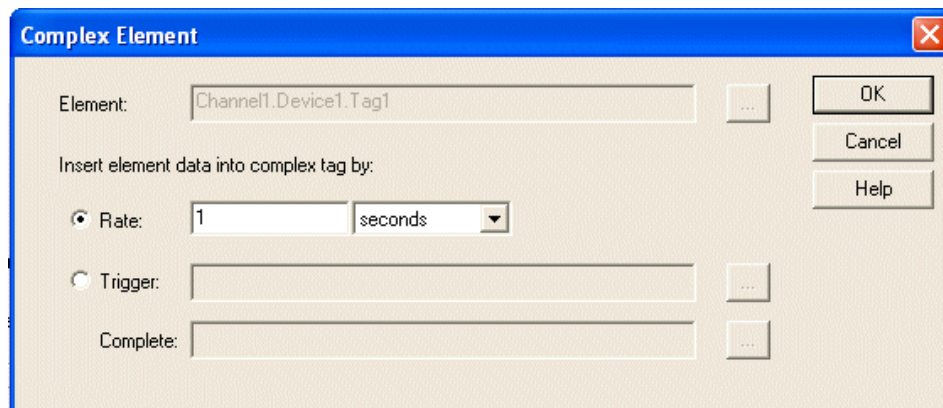 Complex Element
Element: Channel1.Device1.Tag1 ... OK
Cancel
Insert element data into complex tag by:
Help
Rate: 1 seconds
Trigger: ...
Complete: ...